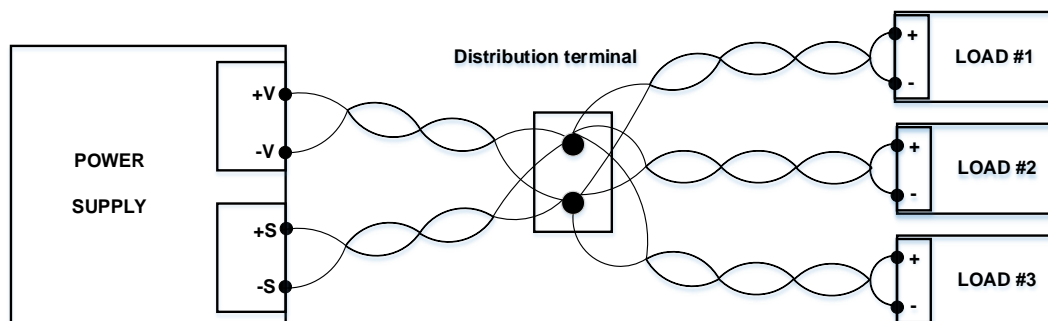 Distribution terminal
POWER
SUPPLY
+V
-V
+S
-S
+
-
LOAD #1
+
-
LOAD #2
+
-
LOAD #3